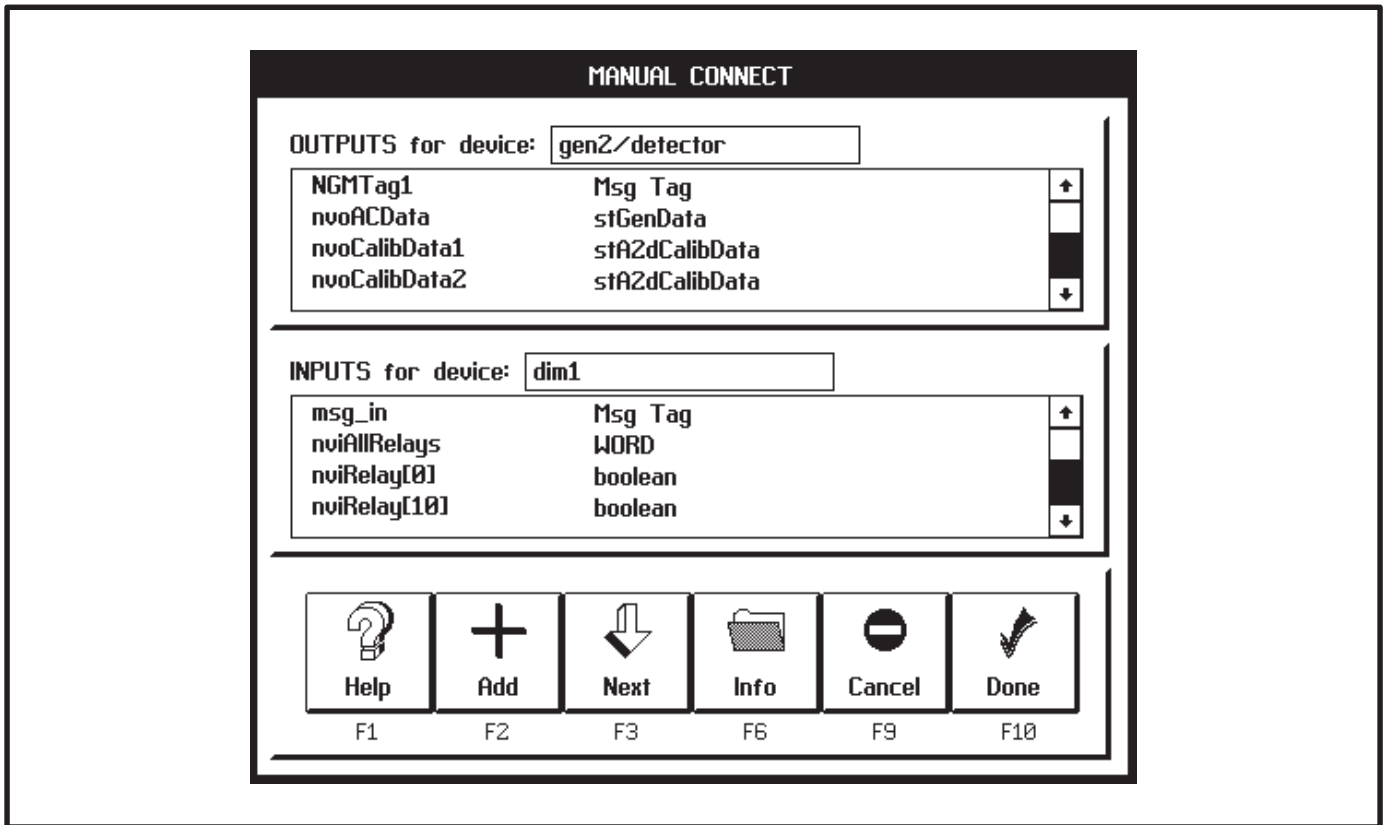 MANUAL CONNECT
OUTPUTS for device: gen2/detector
NGMTag1 Msg Tag
nvoACData stGenData
nvoCalibData1 stA2dCalibData
nvoCalibData2 stA2dCalibData
INPUTS for device: dim1
msg_in Msg Tag
nviAllRelays WORD
nviRelay[0] boolean
nviRelay[10] boolean
Help Add Next Info Cancel Done
F1 F2 F3 F6 F9 F10